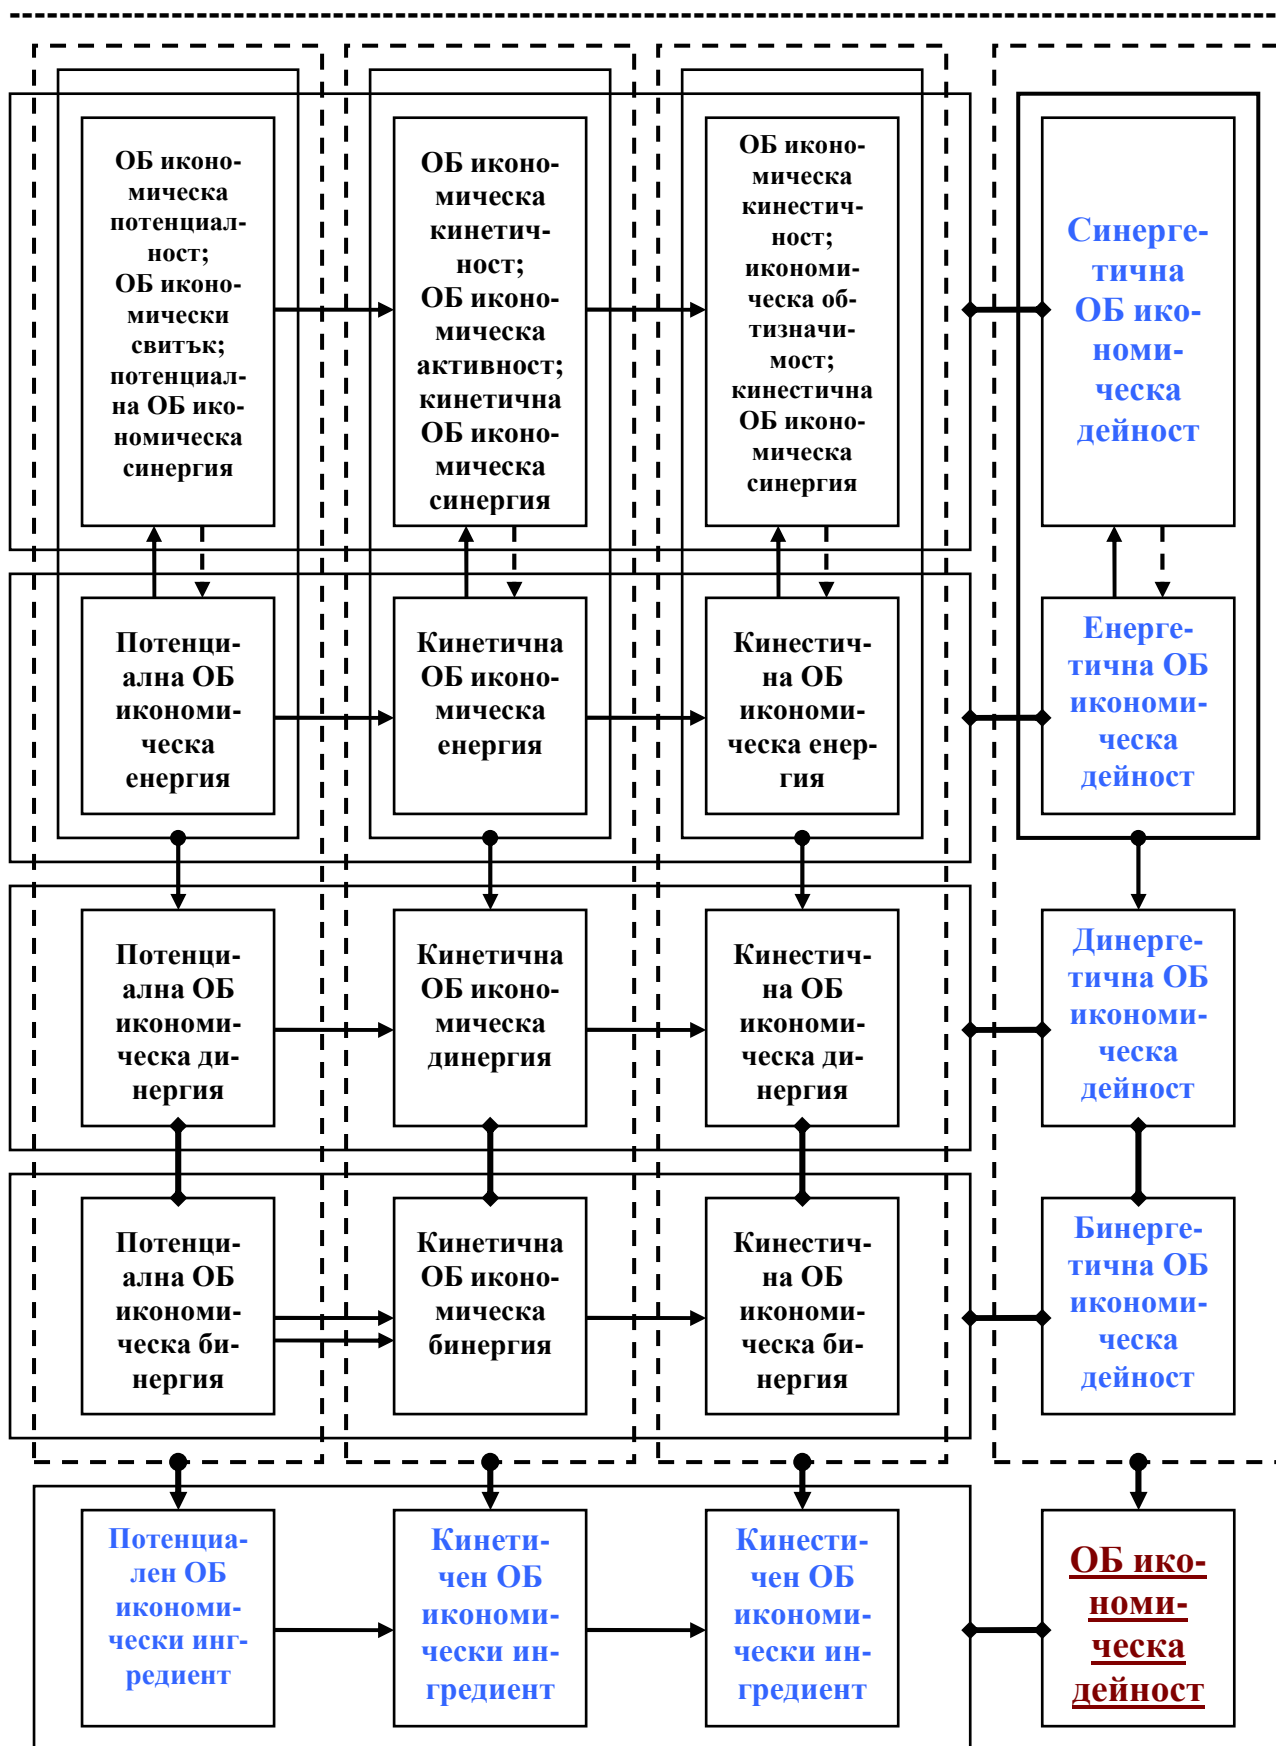 ОБ иконо-
мическа
потенциал-
ност;
ОБ иконо-
мически
свитък;
потенциал-
на ОБ ико-
номическа
синергия
ОБ иконо-
мическа
кинетич-
ност;
ОБ иконо-
мическа
активност;
кинетична
ОБ иконо-
мическа
синергия
ОБ иконо-
мическа
кинестич-
ност;
икономи-
ческа об-
тизначи-
мост;
кинестична
ОБ иконо-
мическа
синергия
Синерге-
тична
ОБ ико-
номи-
ческа
дейност
Потенци-
ална ОБ
икономи-
ческа
енергия
Кинетична
ОБ иконо-
мическа
енергия
Кинестич-
на ОБ
икономи-
ческа енер-
гия
Енерге-
тична ОБ
икономи-
ческа
дейност
Потенци-
ална ОБ
икономи-
ческа ди-
нергия
Кинетична
ОБ иконо-
мическа
динергия
Кинестич-
на ОБ
икономи-
ческа ди-
нергия
Динерге-
тична ОБ
икономи-
ческа
дейност
Потенци-
ална ОБ
икономи-
ческа би-
нергия
Кинетична
ОБ иконо-
мическа
бинергия
Кинестич-
на ОБ
икономи-
ческа би-
нергия
Бинерге-
тична ОБ
икономи-
ческа
дейност
Потенциа-
лен ОБ
икономи-
чески инг-
редиент
Кинети-
чен ОБ
икономи-
чески ин-
гредиент
Кинести-
чен ОБ
икономи-
чески ин-
гредиент
ОБ ико-
номи-
ческа
дейност